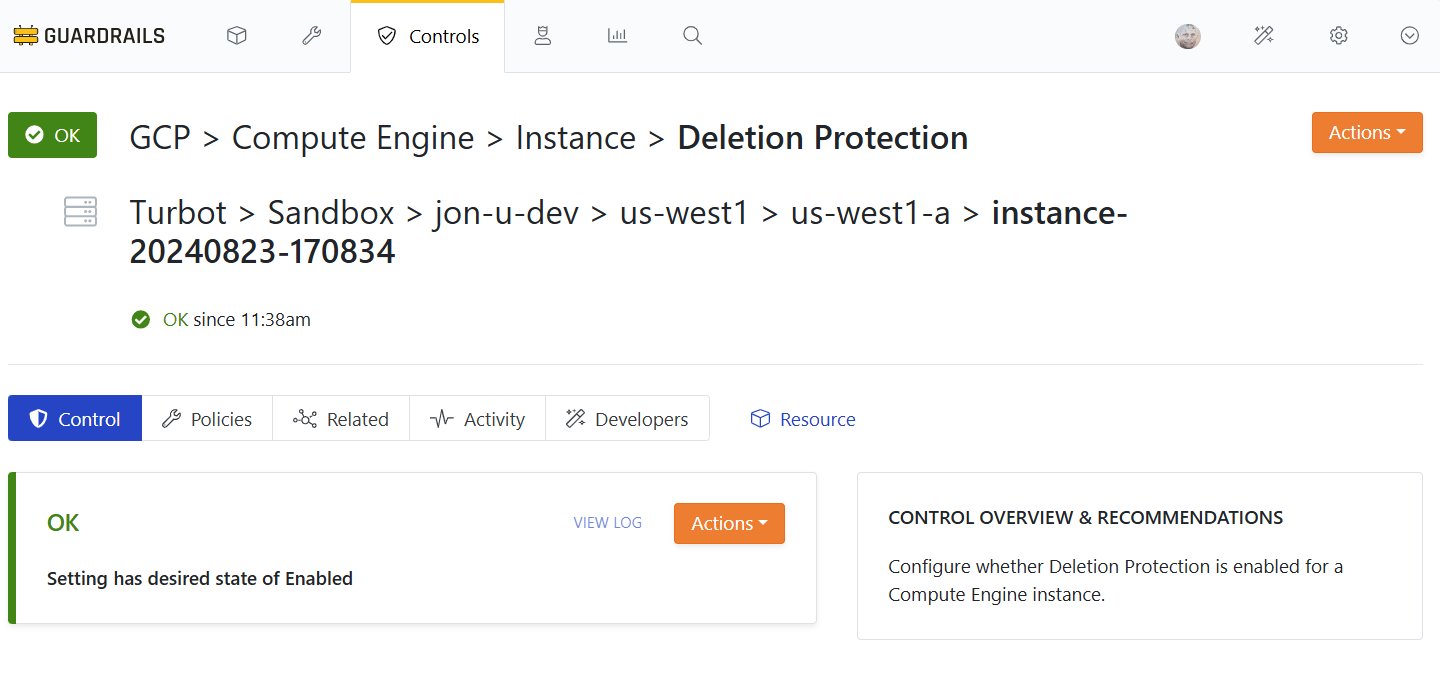 GUARDRAILS
Controls
OK
GCP > Compute Engine > Instance > Deletion Protection
Actions
Turbot > Sandbox > jon-u-dev > us-west1 > us-west1-a > instance-
20240823-170834
OK since 11:38am
Control
Policies
Related
Activity
Developers
Resource
OK
VIEW LOG
Actions
Setting has desired state of Enabled
CONTROL OVERVIEW & RECOMMENDATIONS
Configure whether Deletion Protection is enabled for a
Compute Engine instance.